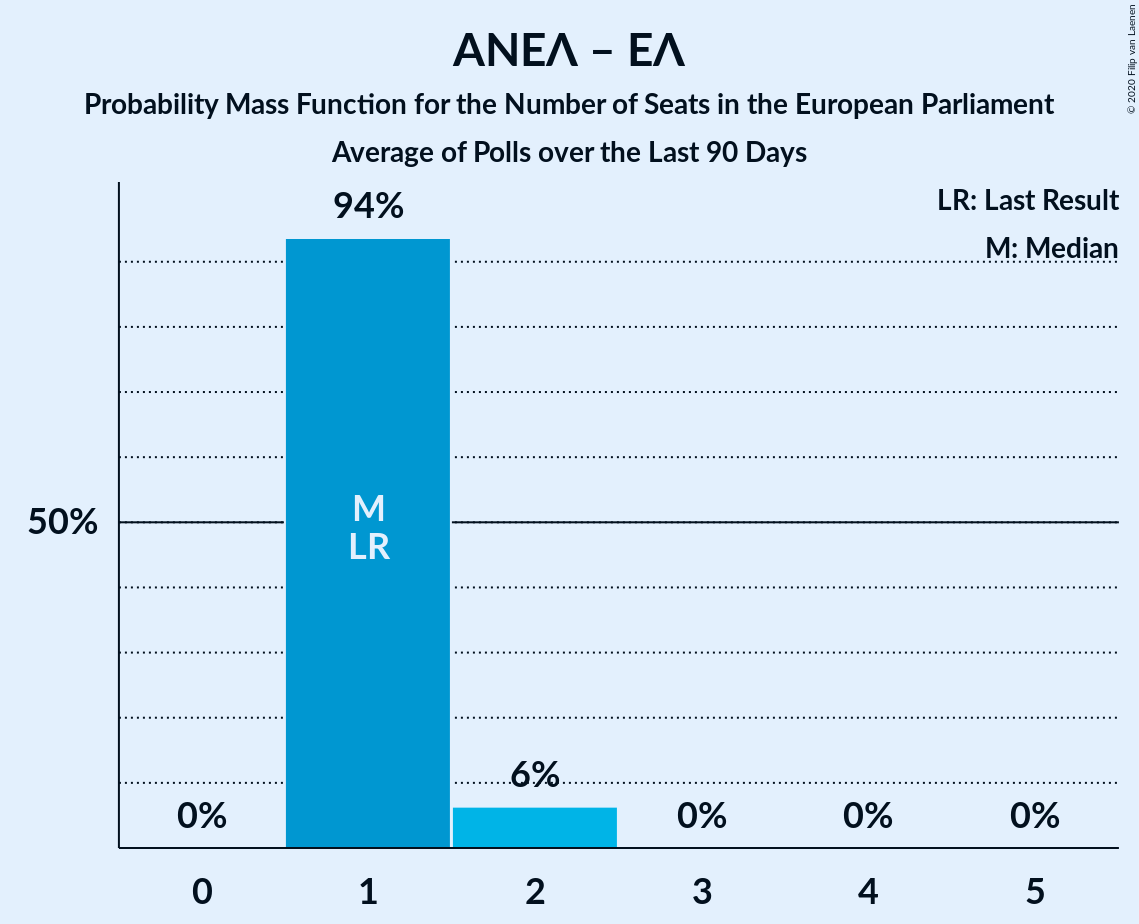 ΑΝΕΛ – ΕΛ
Probability Mass Function for the Number of Seats in the European Parliament
Average of Polls over the Last 90 Days
© 2020 Filip van Laenen
LR: Last Result
M: Median
94%
50%
M
LR
6%
0%
0%
0%
0%
0
1
2
3
4
5